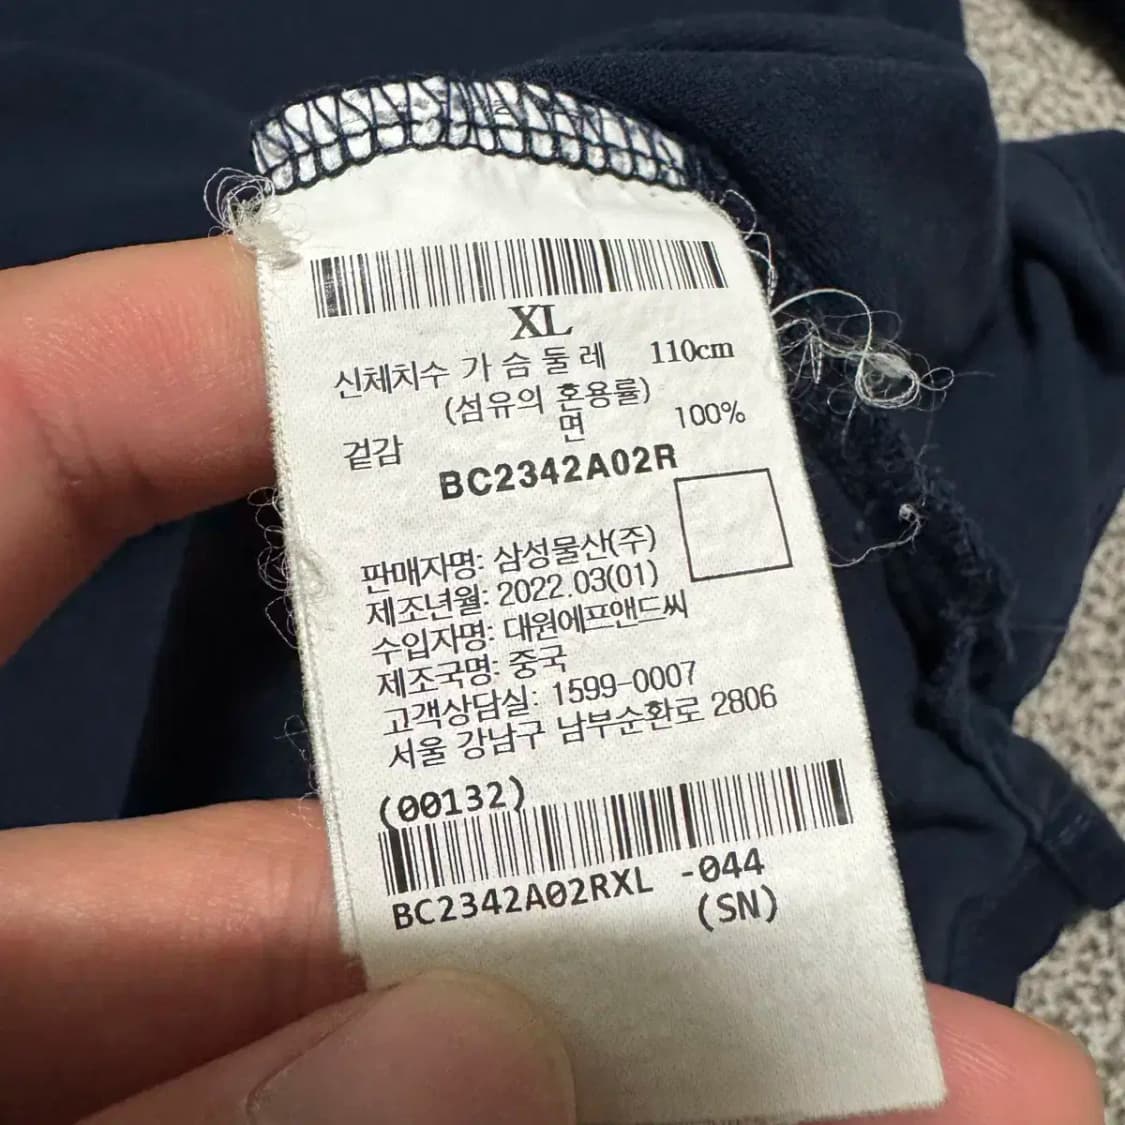 XL
신체치수 가슴둘레 110cm
(섬유의 혼용률)
겉감 면 100%
BC2342A02R
판매자명: 삼성물산(주)
제조년월: 2022.03(01)
수입자명: 대원에프앤드씨
제조국명: 중국
고객상담실: 1599-0007
서울 강남구 남부순환로 2806
(00132)
BC2342A02RXL -044
(SN)